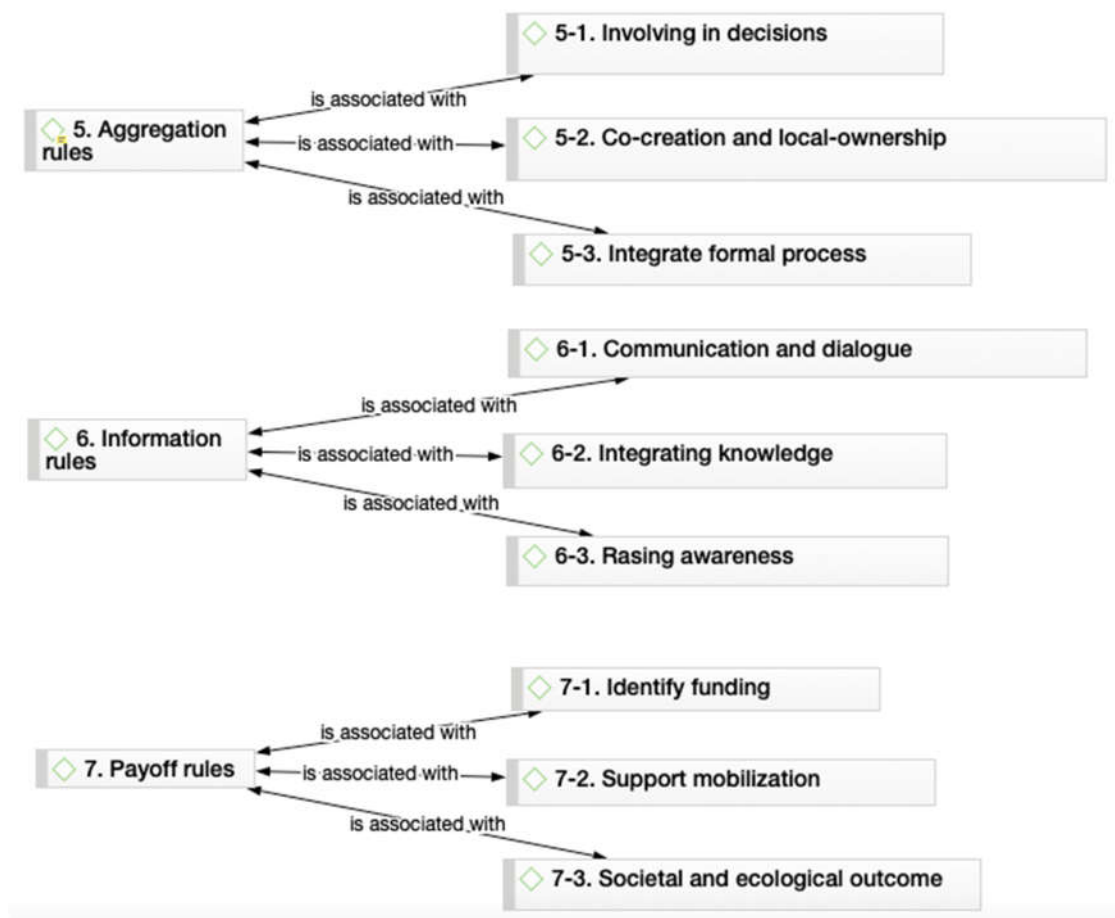 5-1. Involving in decisions
is associated with
5. Aggregation
rules
is associated with
5-2. Co-creation and local-ownership
is associated with
5-3. Integrate formal process
6-1. Communication and dialogue
is associated with
6. Information
rules
is associated with
6-2. Integrating knowledge
is associated with
6-3. Rasing awareness
7-1. Identify funding
is associated with
7. Payoff rules
is associated with
7-2. Support mobilization
is associated with
7-3. Societal and ecological outcome